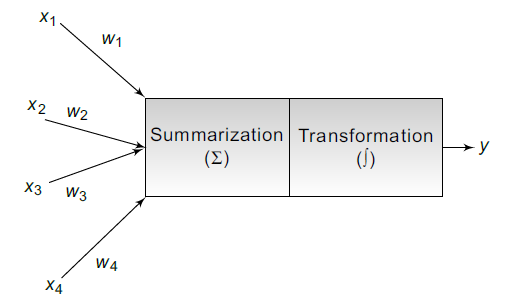 x1
w1
x2 w2
Summarization
(Σ)
Transformation
(∫)
y
x3 w3
w4
x4